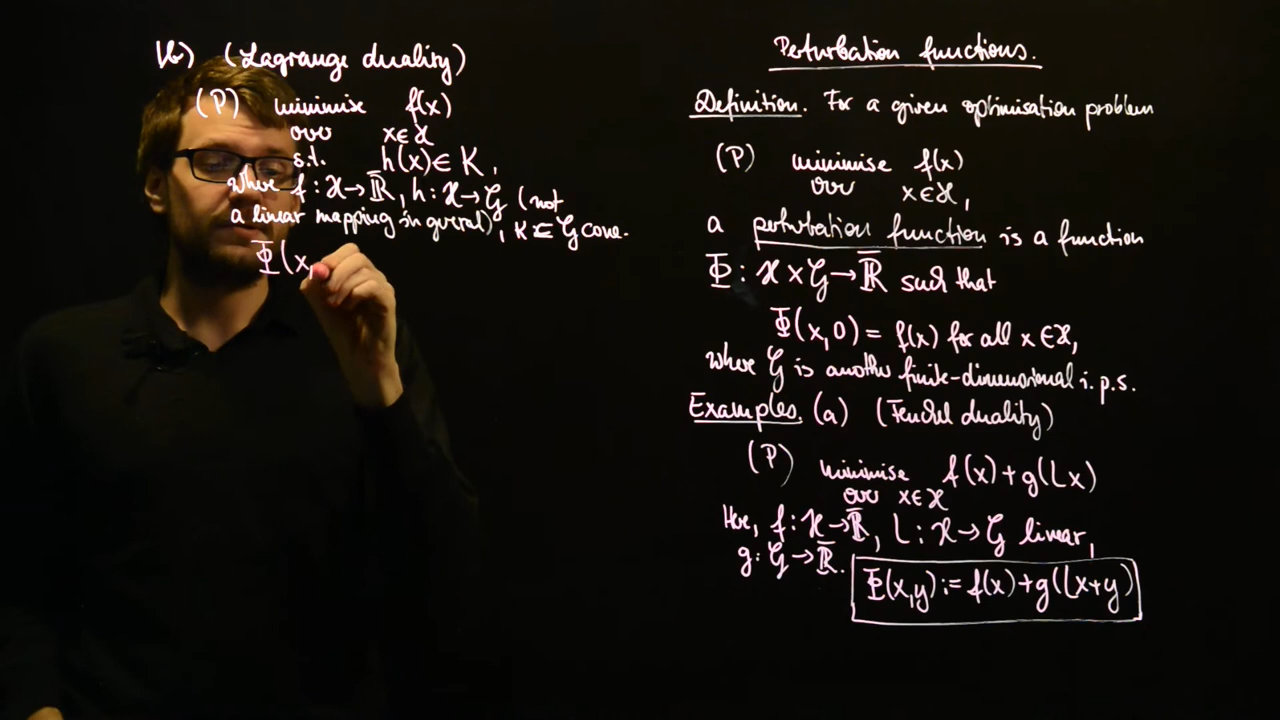 (b) (Lagrange duality)
(P) minimise f(x)
over x∈𝓗
s.t. h(x)∈K,
where f:𝓗→R̅, h:𝓗→𝓖 (not
a linear mapping in general), K⊆𝓖 cone.
Φ(x,
Perturbation functions.
Definition. For a given optimisation problem
(P) minimise f(x)
over x∈𝓗,
a perturbation function is a function
Φ:𝓗×𝓖→R̅ such that
Φ(x,0)=f(x) for all x∈𝓗,
where 𝓖 is another finite-dimensional i.p.s.
Examples. (a) (Fenchel duality)
(P) minimise f(x)+g(Lx)
over x∈𝓗
Here, f:𝓗→R̅, L:𝓗→𝓖 linear,
g:𝓖→R̅.
Φ(x,y):=f(x)+g(Lx+y)